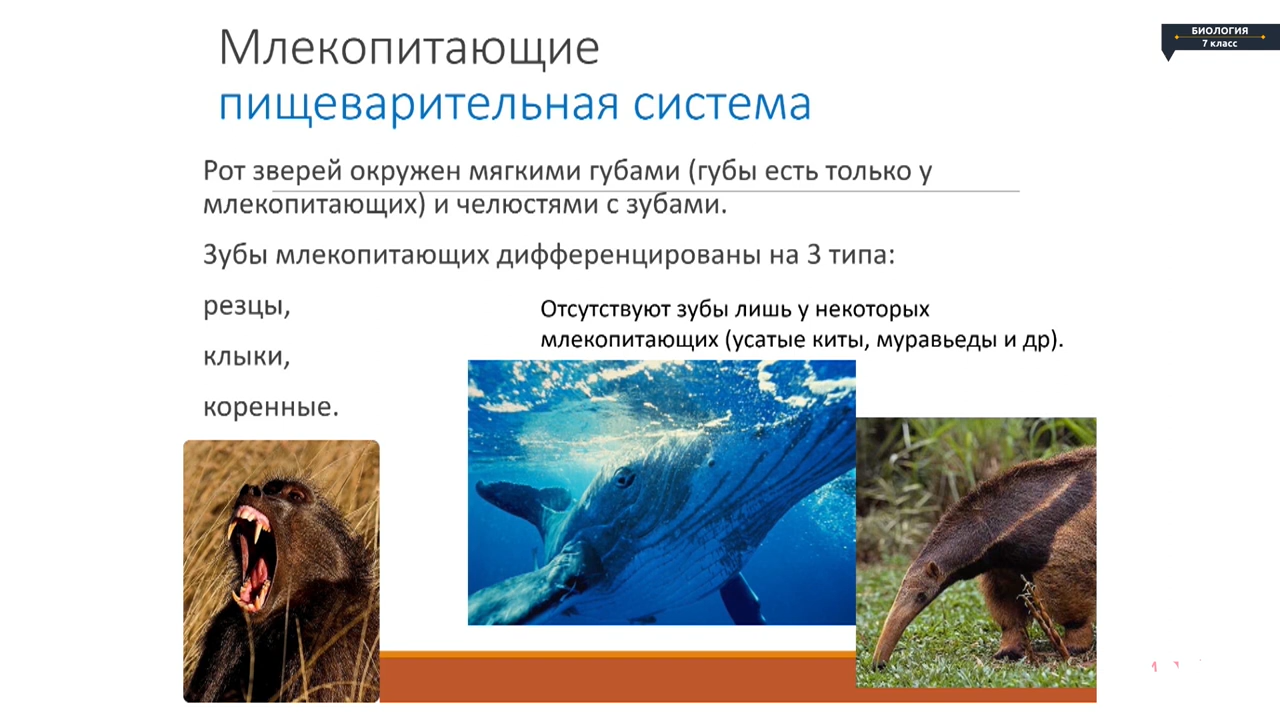 Млекопитающие
пищеварительная система
БИОЛОГИЯ
7 класс
Рот зверей окружен мягкими губами (губы есть только у
млекопитающих) и челюстями с зубами.
Зубы млекопитающих дифференцированы на 3 типа:
резцы,
клыки,
коренные.
Отсутствуют зубы лишь у некоторых
млекопитающих (усатые киты, муравьеды и др).